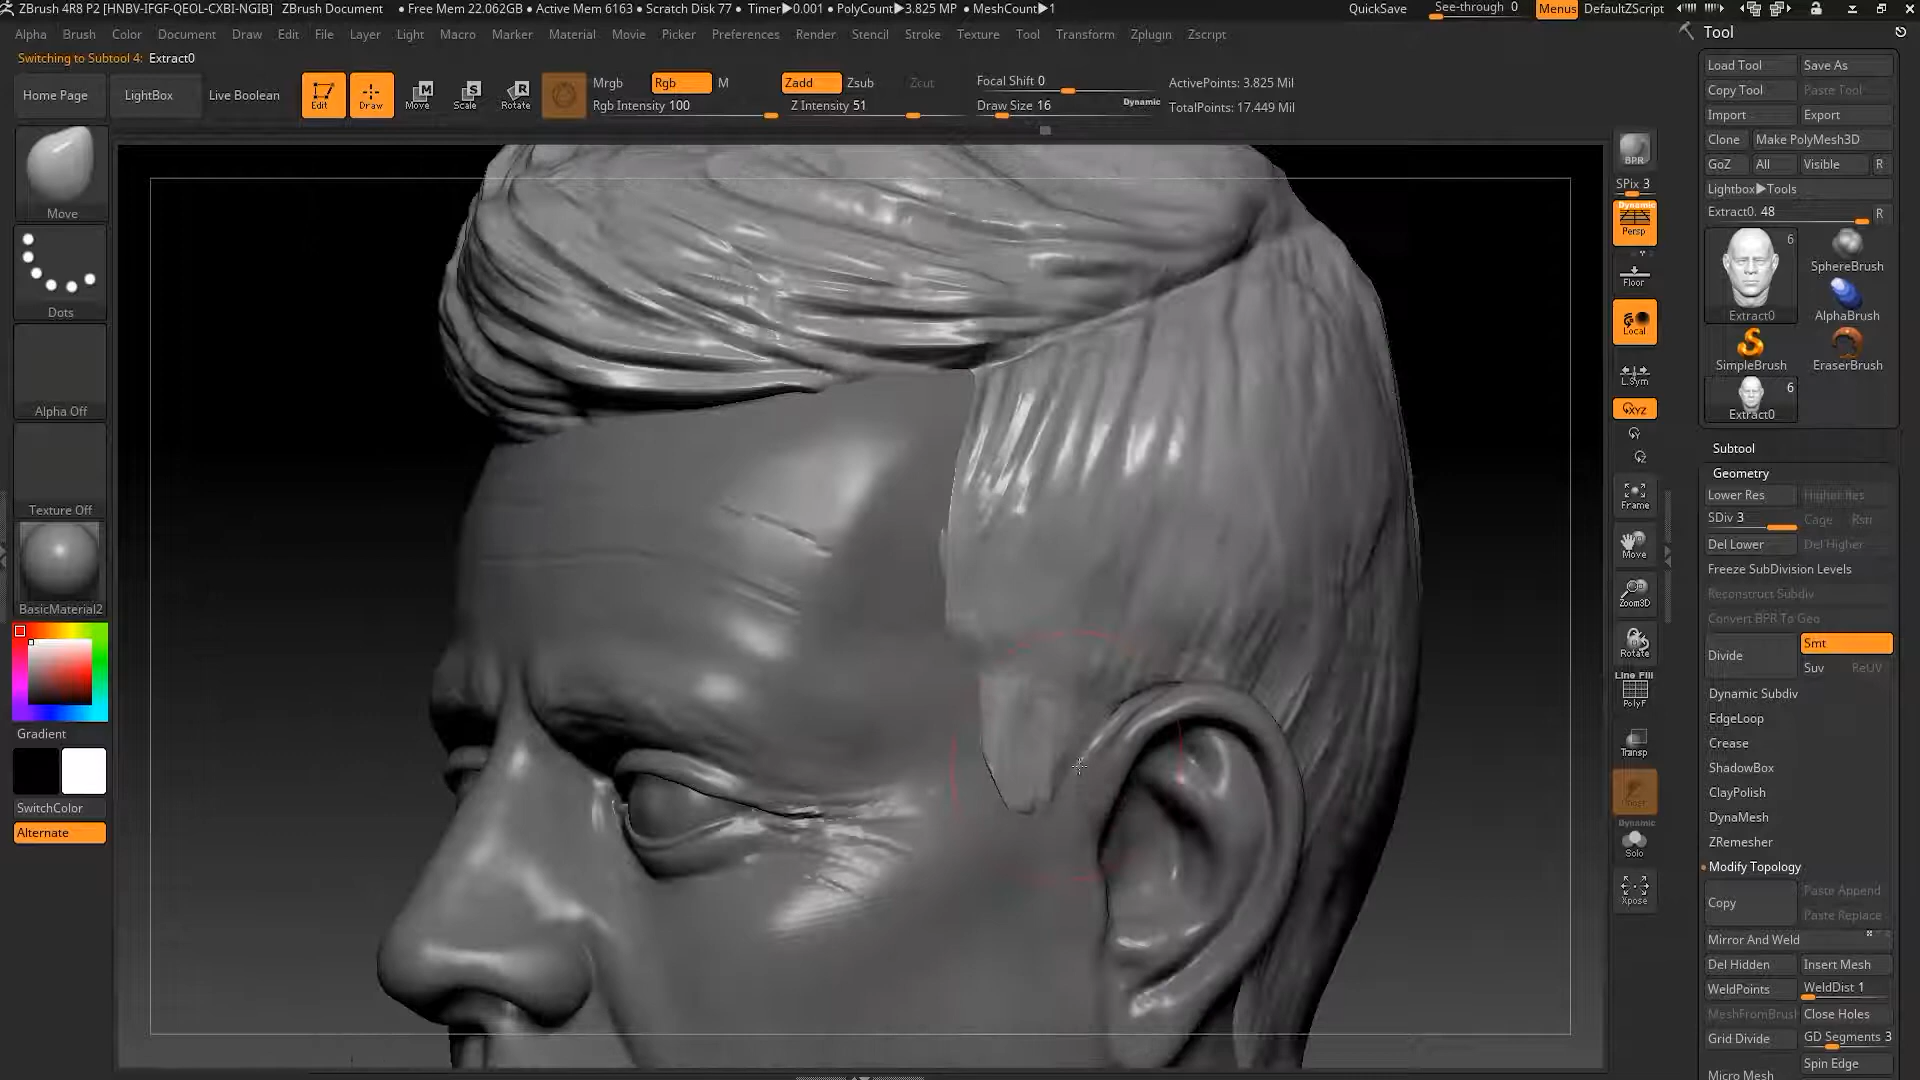 ZBrush 4R8 P2 [HNBV-IFGF-QEOL-CXBI-NGIB] ZBrush Document • Free Mem 22.062GB • Active Mem 6163 • Scratch Disk 77 • Timer▶0.001 • PolyCount▶3.825 MP • MeshCount▶1 QuickSave See-through 0 Menus DefaultZScript
Alpha Brush Color Document Draw Edit File Layer Light Macro Marker Material Movie Picker Preferences Render Stencil Stroke Texture Tool Transform Zplugin Zscript
Switching to Subtool 4: Extract0
Home Page LightBox Live Boolean Edit Draw Move Scale Rotate
Mrgb Rgb M
Rgb Intensity 100
Zadd Zsub Zcut
Z Intensity 51
Focal Shift 0
Draw Size 16 Dynamic
ActivePoints: 3.825 Mil
TotalPoints: 17.449 Mil
Move
Dots
Alpha Off
Texture Off
BasicMaterial2
Gradient
SwitchColor
Alternate
BPR
SPix 3
Dynamic
Persp
Floor
Local
L.Sym
XYZ
Frame
Move
Zoom3D
Rotate
Line Fill
PolyF
Transp
Dynamic
Solo
Xpose
Tool
Load Tool Save As
Copy Tool Paste Tool
Import Export
Clone Make PolyMesh3D
GoZ All Visible R
Lightbox▶Tools
Extract0. 48 R
6
Extract0
SphereBrush
AlphaBrush
SimpleBrush
EraserBrush
6
Extract0
Subtool
Geometry
Lower Res Higher Res
SDiv 3 Cage Rstr
Del Lower Del Higher
Freeze SubDivision Levels
Reconstruct Subdiv
Convert BPR To Geo
Divide Smt
Suv ReUV
Dynamic Subdiv
EdgeLoop
Crease
ShadowBox
ClayPolish
DynaMesh
ZRemesher
Modify Topology
Copy Paste Append
Paste Replace
Mirror And Weld
Del Hidden Insert Mesh
WeldPoints WeldDist 1
MeshFromBrush Close Holes
Grid Divide GD Segments 3
Micro Mesh Spin Edge